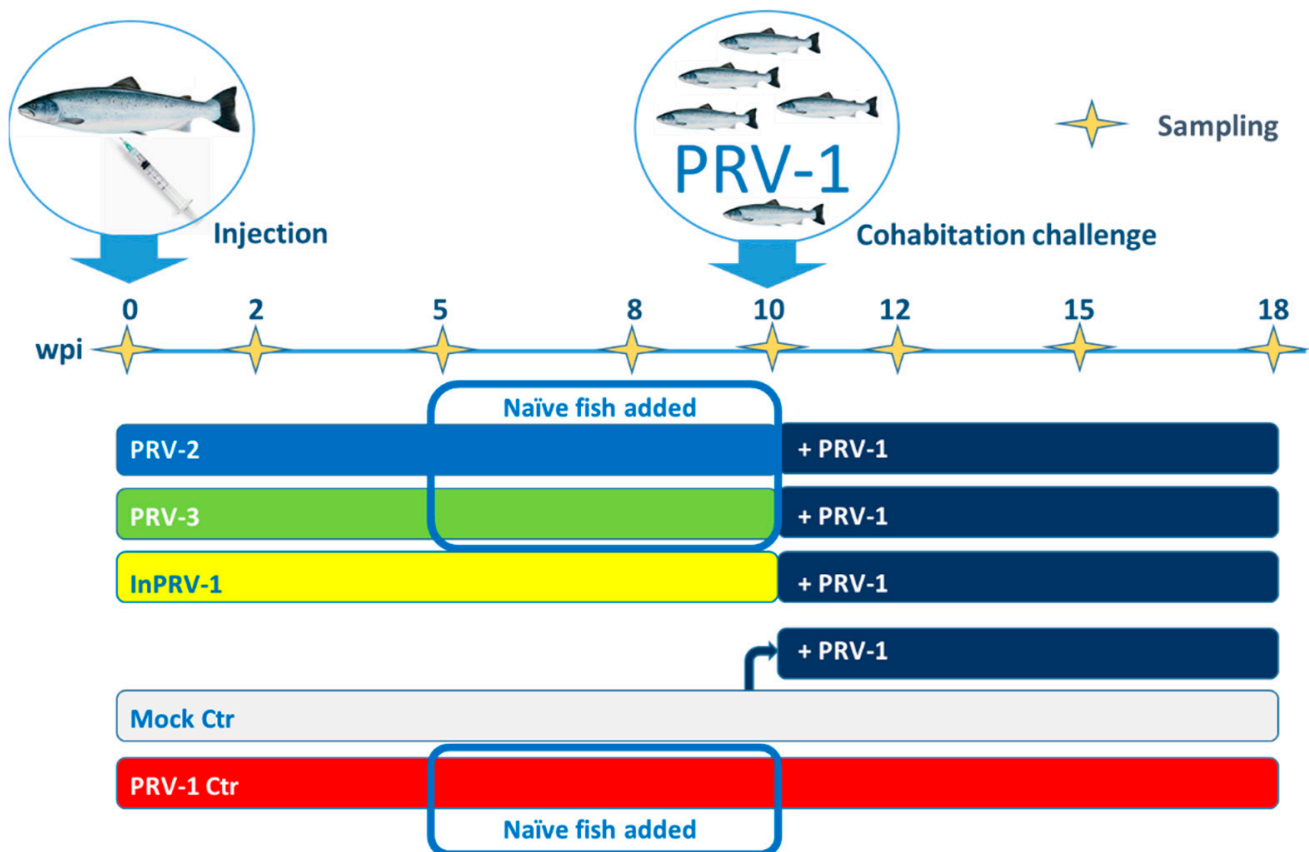 PRV-1
Sampling
Injection
Cohabitation challenge
0 2 5 8 10 12 15 18
wpi
Naïve fish added
PRV-2 + PRV-1
PRV-3 + PRV-1
InPRV-1 + PRV-1
+ PRV-1
Mock Ctr
PRV-1 Ctr
Naïve fish added